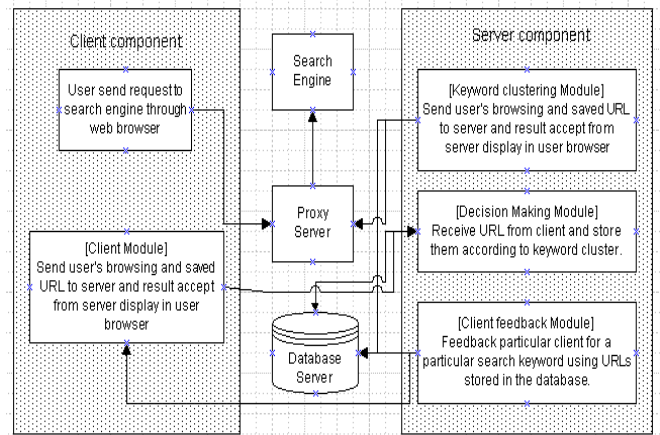 Client component
User send request to
search engine through
web browser
[Client Module]
Send user's browsing and saved
URL to server and result accept
from server display in user
browser
Search
Engine
Proxy
Server
Database
Server
Server component
[Keyword clustering Module]
Send user's browsing and saved URL
to server and result accept from
server display in user browser
[Decision Making Module]
Receive URL from client and store
them according to keyword cluster.
[Client feedback Module]
Feedback particular client for a
particular search keyword using URLs
stored in the database.